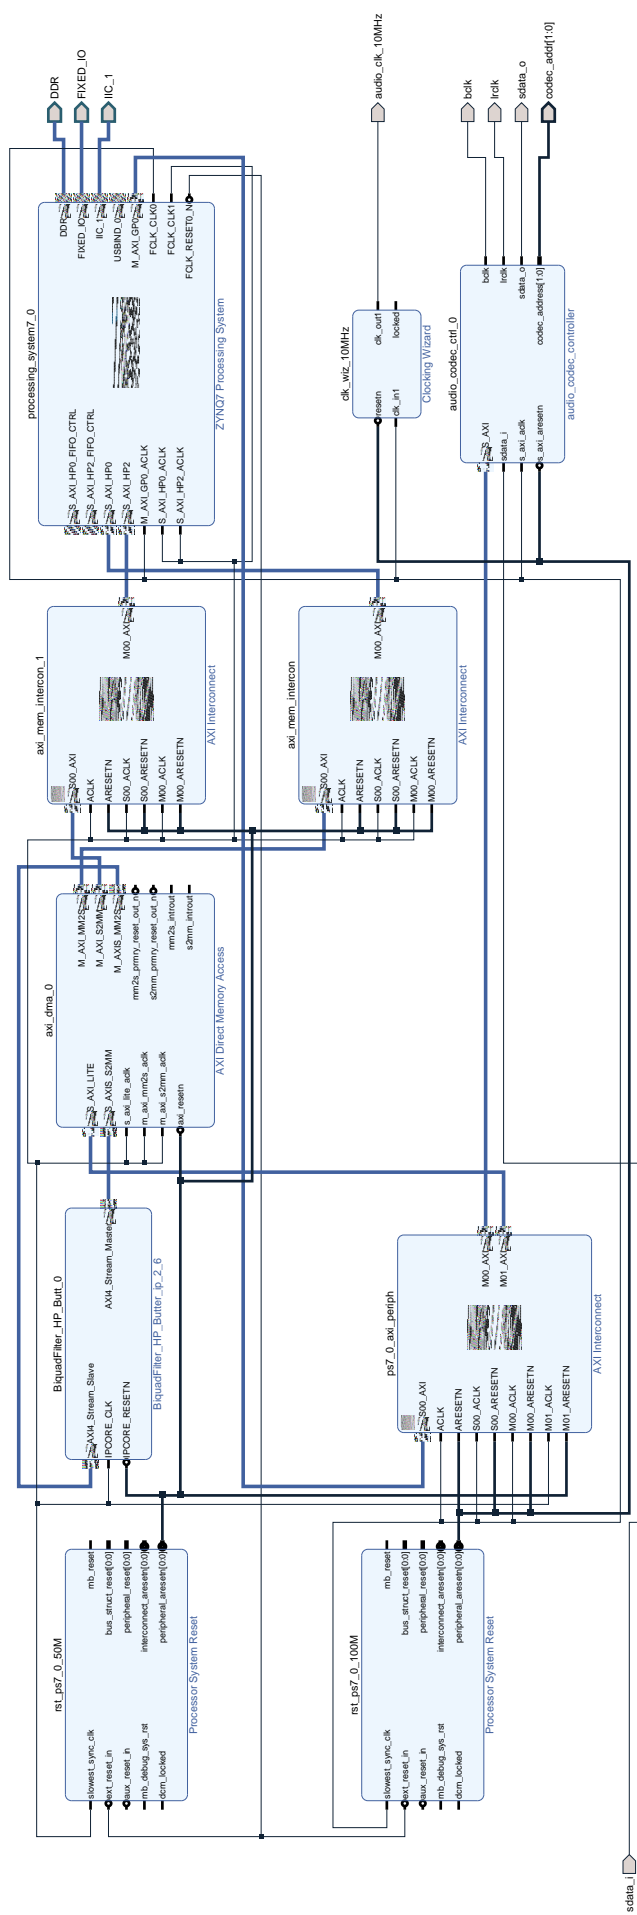 rst_ps7_0_50M
slowest_sync_clk
ext_reset_in
aux_reset_in
mb_debug_sys_rst
dcm_locked
mb_reset
bus_struct_reset[0:0]
peripheral_reset[0:0]
interconnect_aresetn[0:0]
peripheral_aresetn[0:0]
Processor System Reset
rst_ps7_0_100M
slowest_sync_clk
ext_reset_in
aux_reset_in
mb_debug_sys_rst
dcm_locked
mb_reset
bus_struct_reset[0:0]
peripheral_reset[0:0]
interconnect_aresetn[0:0]
peripheral_aresetn[0:0]
Processor System Reset
sdata_i
BiquadFilter_HP_Butt_0
AXI4_Stream_Slave
IPCORE_CLK
IPCORE_RESETN
AXI4_Stream_Master
BiquadFilter_HP_Butter_ip_2_6
ps7_0_axi_periph
S00_AXI
ACLK
ARESETN
S00_ACLK
S00_ARESETN
M00_ACLK
M00_ARESETN
M01_ACLK
M01_ARESETN
M00_AXI
M01_AXI
AXI Interconnect
axi_dma_0
S_AXI_LITE
S_AXIS_S2MM
s_axi_lite_aclk
m_axi_mm2s_aclk
m_axi_s2mm_aclk
axi_resetn
M_AXI_MM2S
M_AXI_S2MM
M_AXIS_MM2S
mm2s_prmry_reset_out_n
s2mm_prmry_reset_out_n
mm2s_introut
s2mm_introut
AXI Direct Memory Access
axi_mem_intercon_1
S00_AXI
ACLK
ARESETN
S00_ACLK
S00_ARESETN
M00_ACLK
M00_ARESETN
M00_AXI
AXI Interconnect
axi_mem_intercon
S00_AXI
ACLK
ARESETN
S00_ACLK
S00_ARESETN
M00_ACLK
M00_ARESETN
M00_AXI
AXI Interconnect
processing_system7_0
S_AXI_HP0_FIFO_CTRL
S_AXI_HP2_FIFO_CTRL
S_AXI_HP0
S_AXI_HP2
M_AXI_GP0_ACLK
S_AXI_HP0_ACLK
S_AXI_HP2_ACLK
DDR
FIXED_IO
IIC_1
USBIND_0
M_AXI_GP0
FCLK_CLK0
FCLK_CLK1
FCLK_RESET0_N
ZYNQ7 Processing System
clk_wiz_10MHz
resetn
clk_in1
clk_out1
locked
Clocking Wizard
audio_codec_ctrl_0
S_AXI
sdata_i
s_axi_aclk
s_axi_aresetn
bclk
lrclk
sdata_o
codec_address[1:0]
audio_codec_controller
DDR
FIXED_IO
IIC_1
audio_clk_10MHz
bclk
lrclk
sdata_o
codec_addr[1:0]